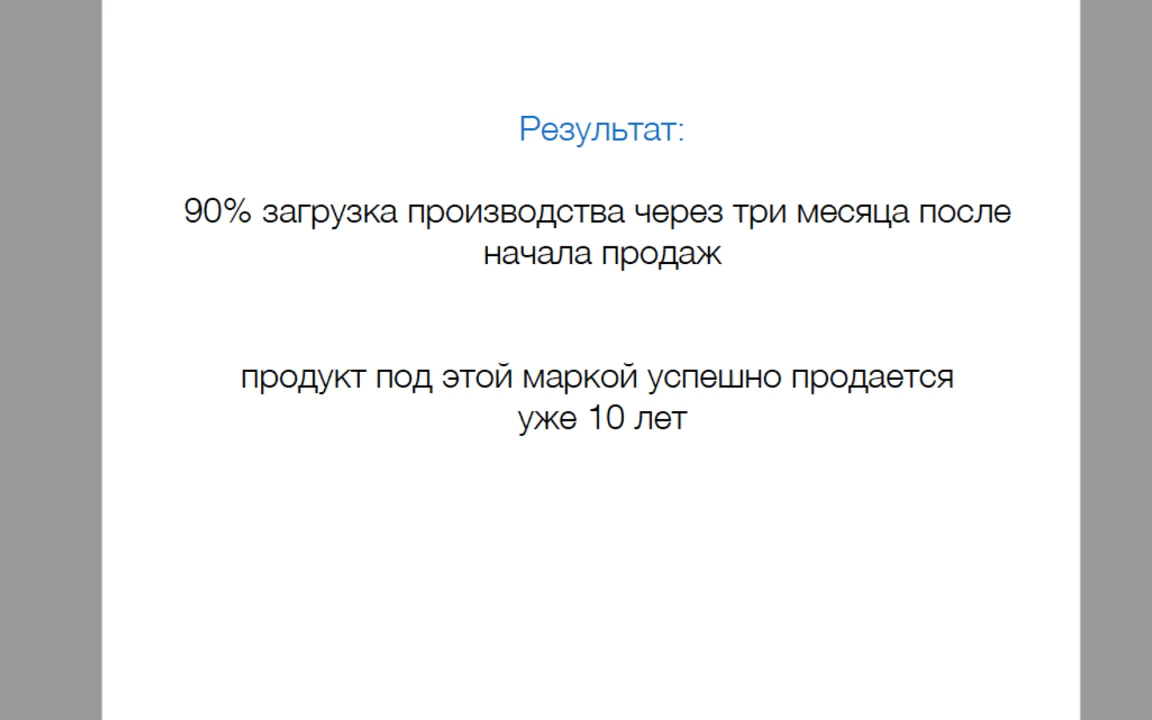 Результат:
90% загрузка производства через три месяца после
начала продаж
продукт под этой маркой успешно продается
уже 10 лет